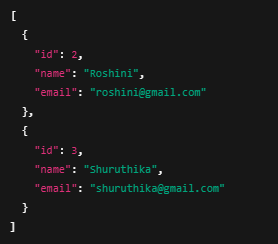 [
  {
    "id": 2,
    "name": "Roshini",
    "email": "roshini@gmail.com"
  },
  {
    "id": 3,
    "name": "Shuruthika",
    "email": "shuruthika@gmail.com"
  }
]